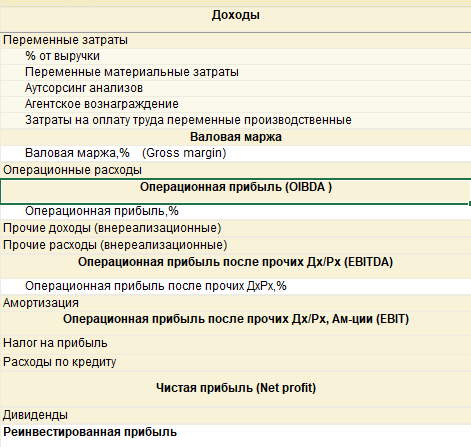 Доходы
Переменные затраты
% от выручки
Переменные материальные затраты
Аутсорсинг анализов
Агентское вознаграждение
Затраты на оплату труда переменные производственные
Валовая маржа
Валовая маржа,% (Gross margin)
Операционные расходы
Операционная прибыль (OIBDA )
Операционная прибыль,%
Прочие доходы (внереализационные)
Прочие расходы (внереализационные)
Операционная прибыль после прочих Дх/Рх (EBITDA)
Операционная прибыль после прочих ДхРх,%
Амортизация
Операционная прибыль после прочих Дх/Рх, Ам-ции (EBIT)
Налог на прибыль
Расходы по кредиту
Чистая прибыль (Net profit)
Дивиденды
Реинвестированная прибыль